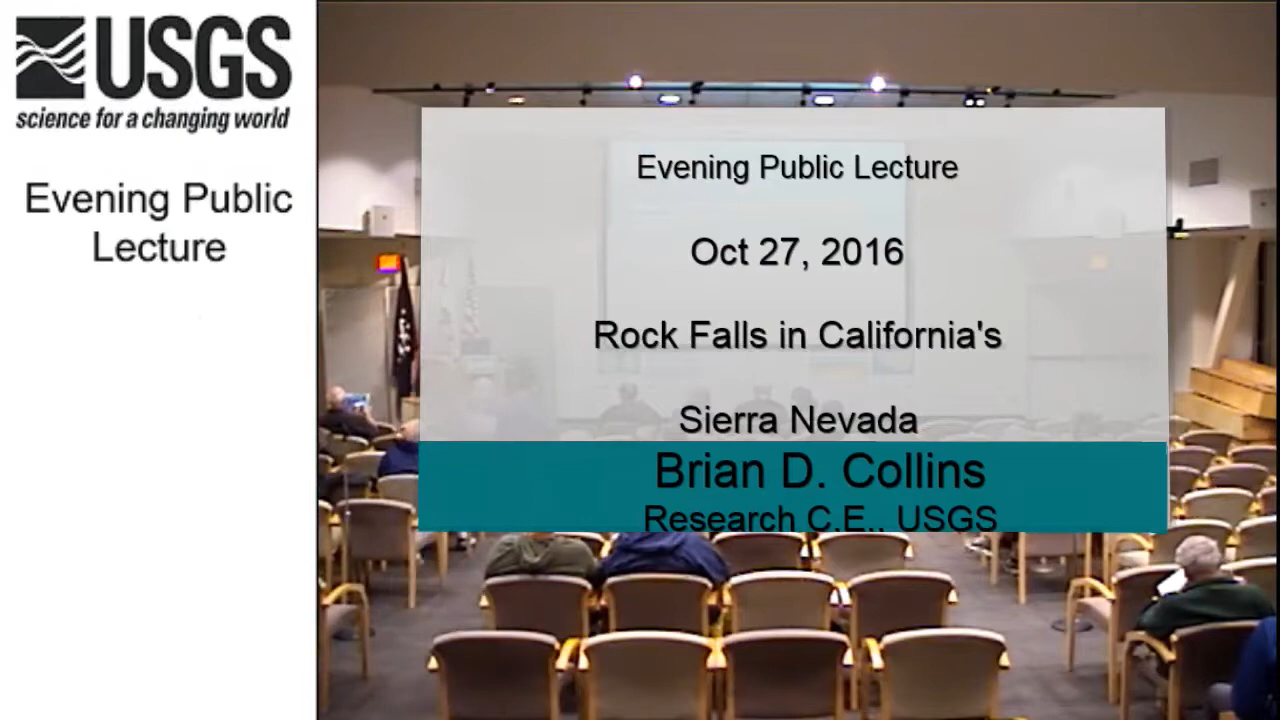 USGS
science for a changing world
Evening Public
Lecture
Evening Public Lecture
Oct 27, 2016
Rock Falls in California's
Sierra Nevada
Brian D. Collins
Research C.E., USGS